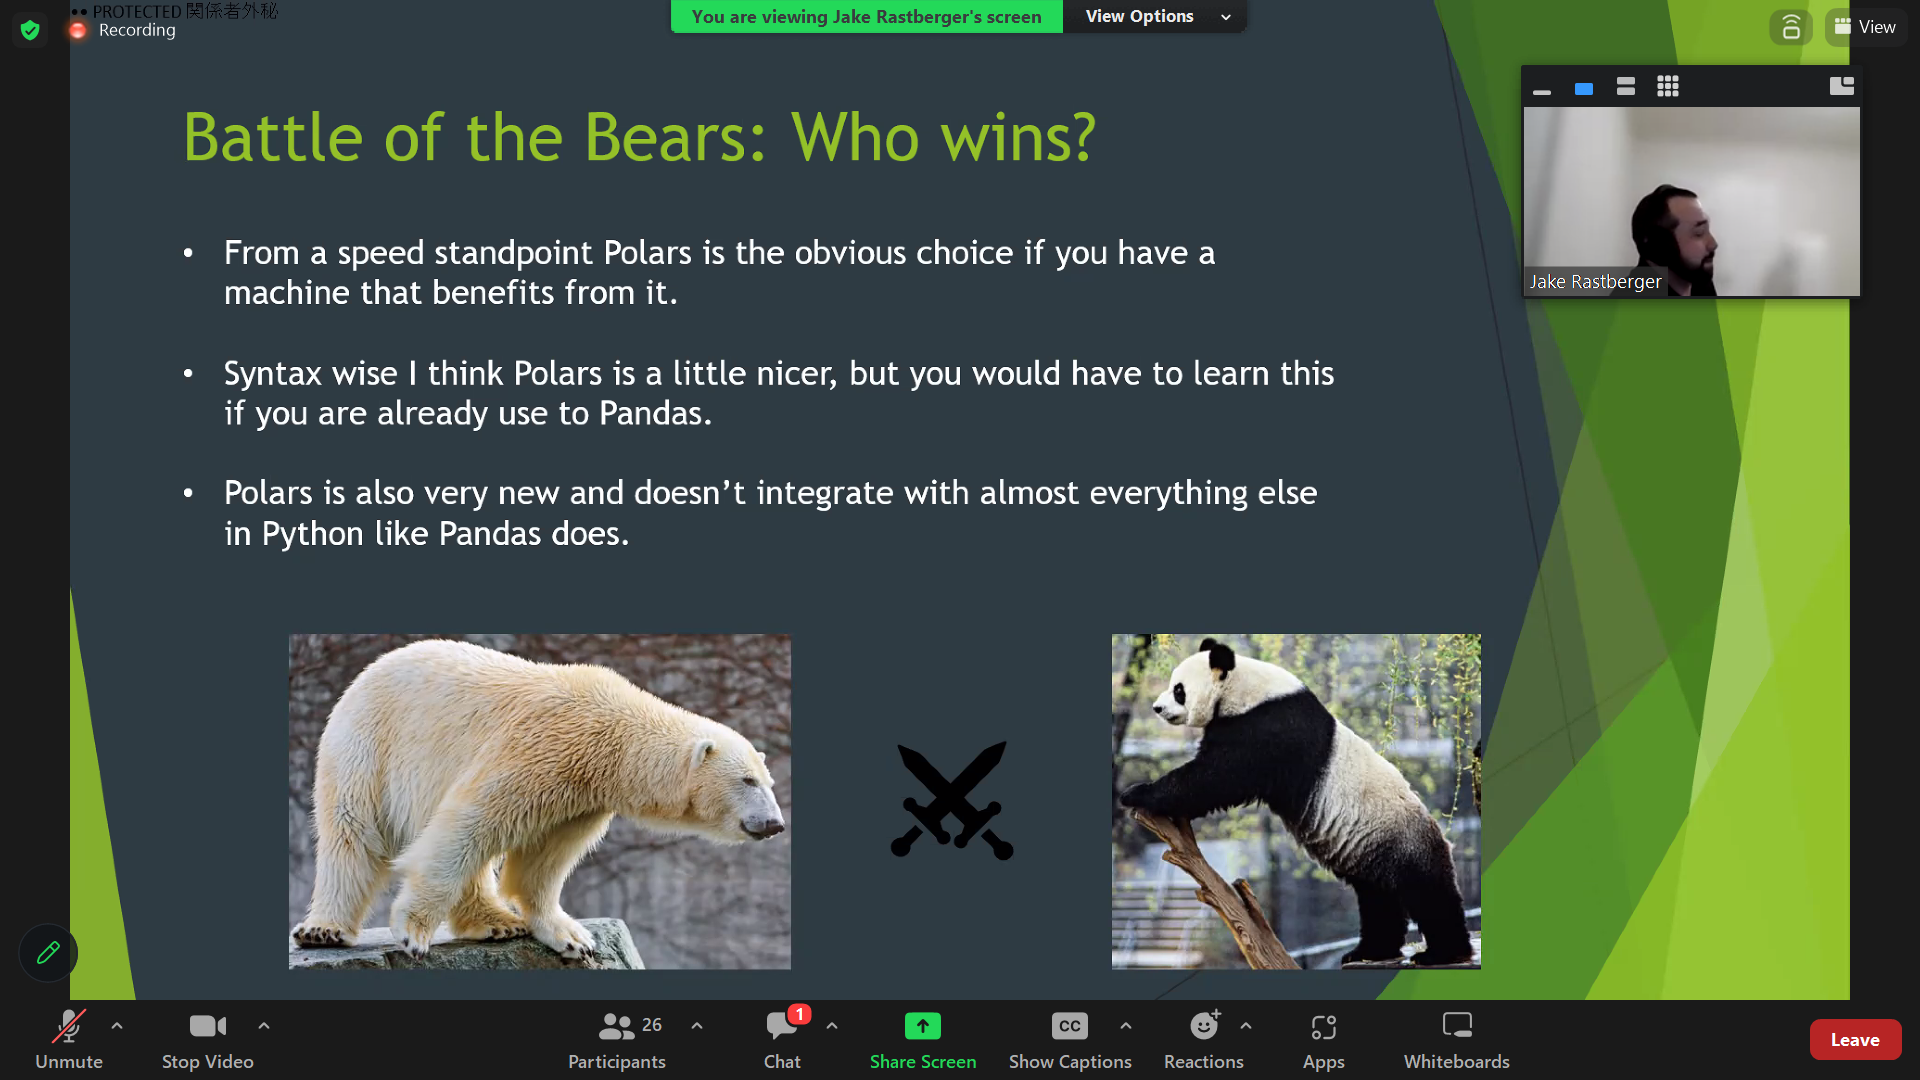 •• PROTECTED 関係者外秘
Recording
You are viewing Jake Rastberger's screen
View Options
View
Battle of the Bears: Who wins?
• From a speed standpoint Polars is the obvious choice if you have a
machine that benefits from it.
• Syntax wise I think Polars is a little nicer, but you would have to learn this
if you are already use to Pandas.
• Polars is also very new and doesn’t integrate with almost everything else
in Python like Pandas does.
Jake Rastberger
Unmute
Stop Video
26
Participants
1
Chat
Share Screen
CC
Show Captions
Reactions
Apps
Whiteboards
Leave